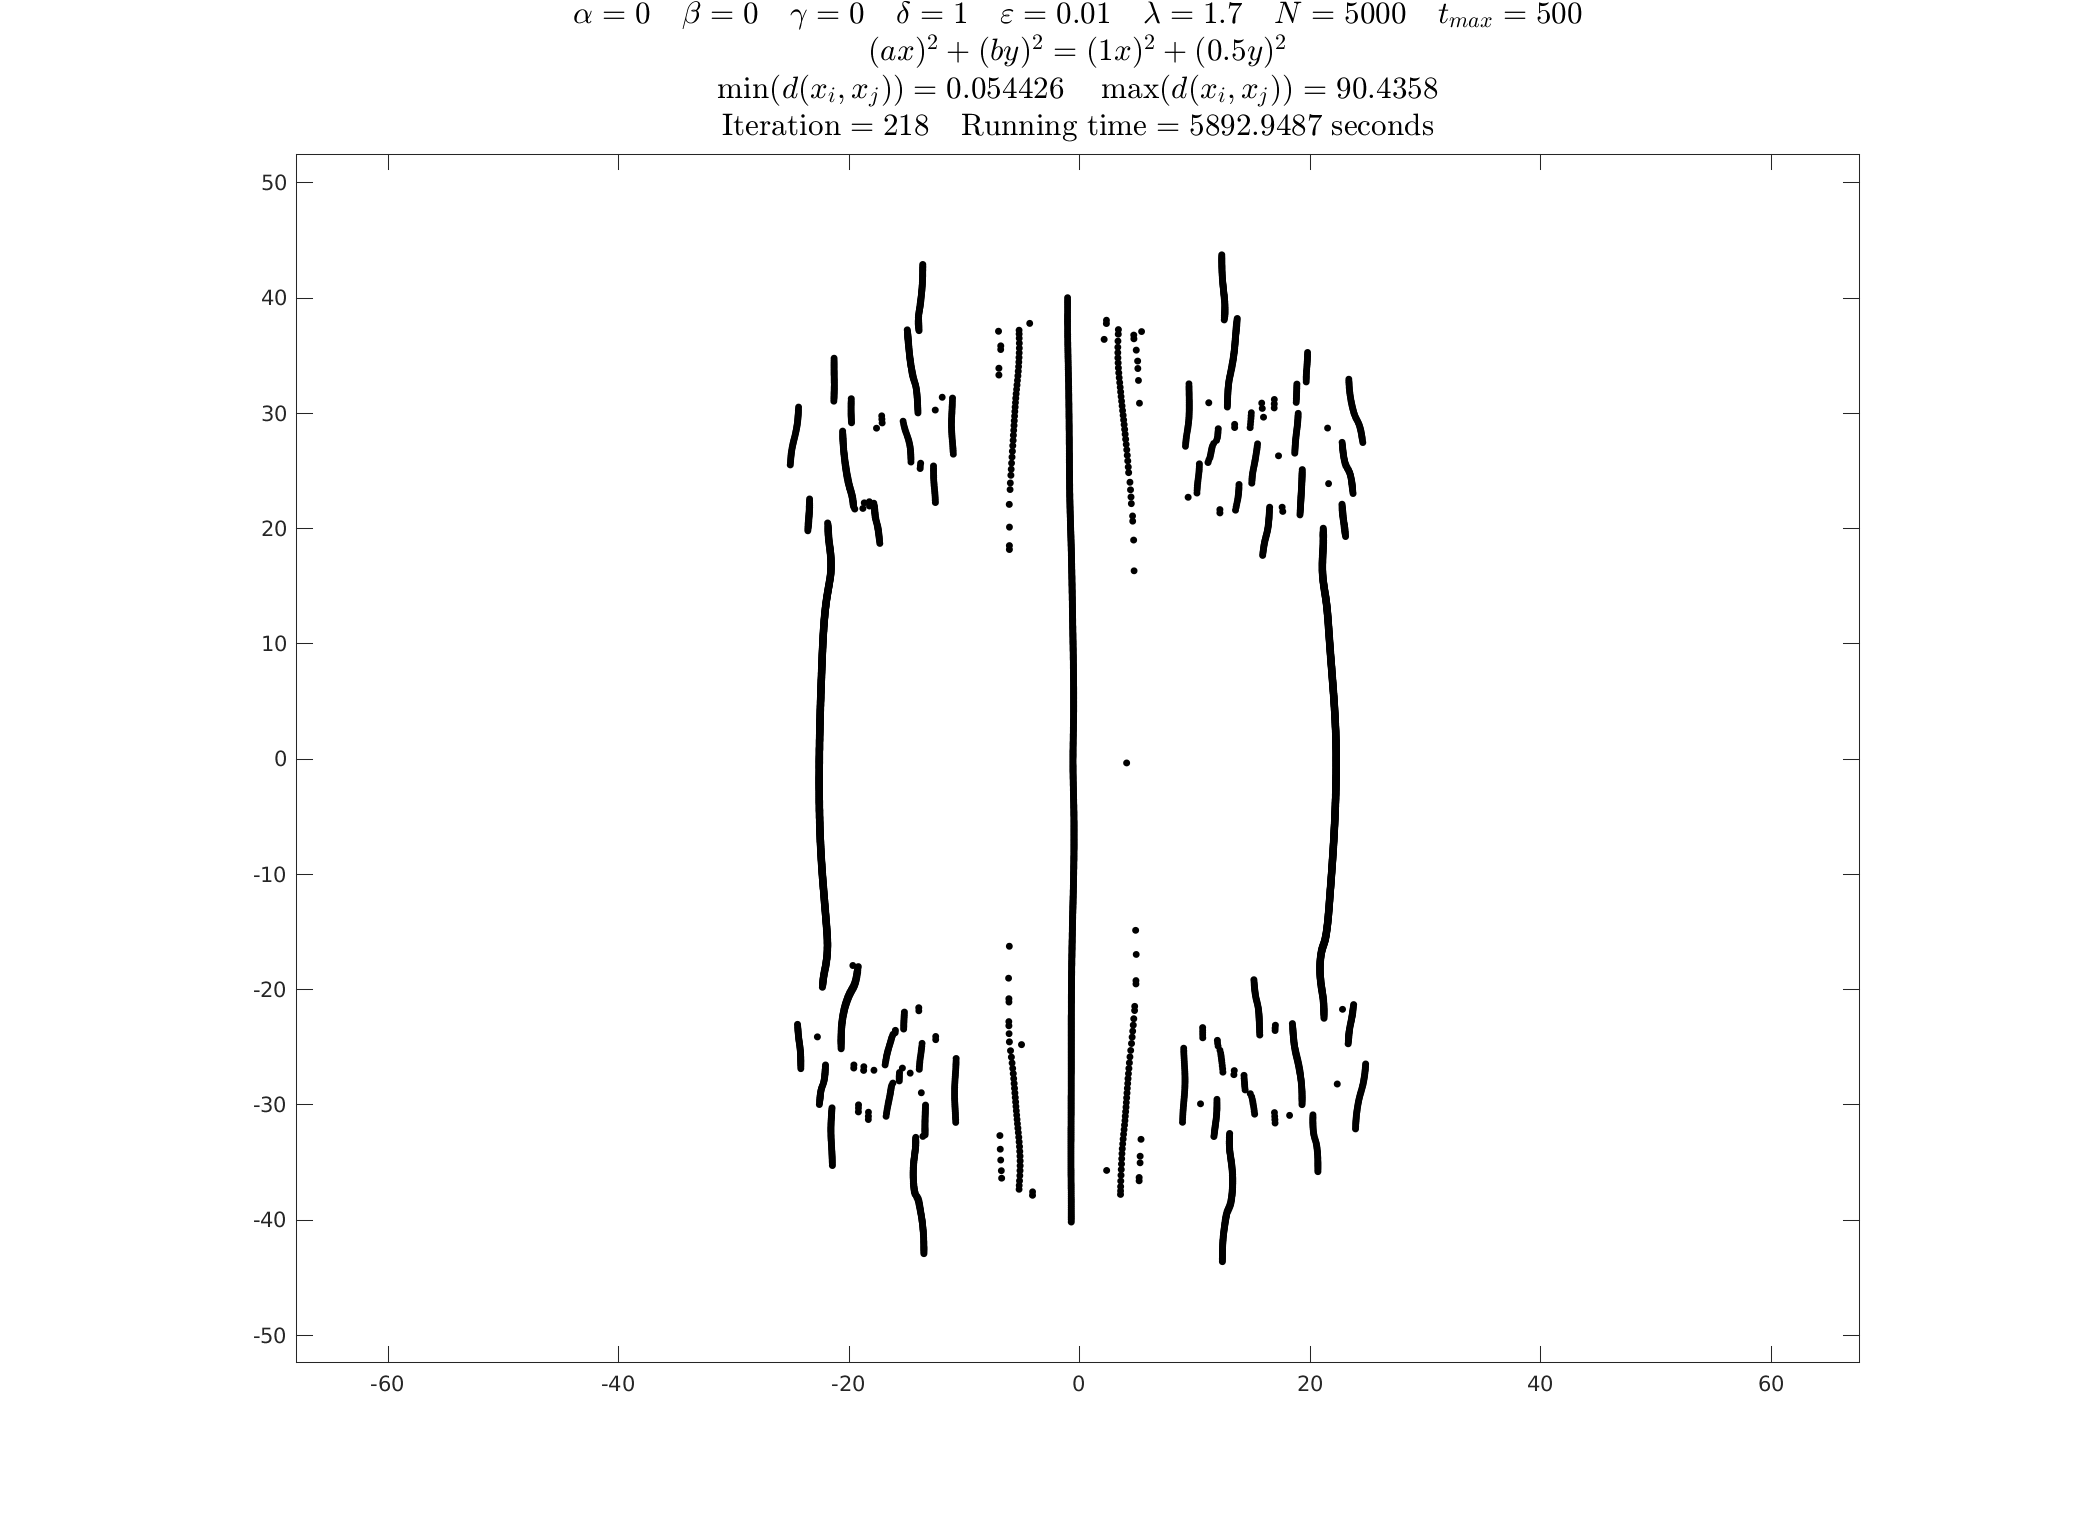 α = 0 β = 0 γ = 0 δ = 1 ε = 0.01 λ = 1.7 N = 5000 t_{max} = 500
(ax)² + (by)² = (1x)² + (0.5y)²
min(d(x_i, x_j)) = 0.054426 max(d(x_i, x_j)) = 90.4358
Iteration = 218 Running time = 5892.9487 seconds
50
40
30
20
10
0
-10
-20
-30
-40
-50
-60 -40 -20 0 20 40 60